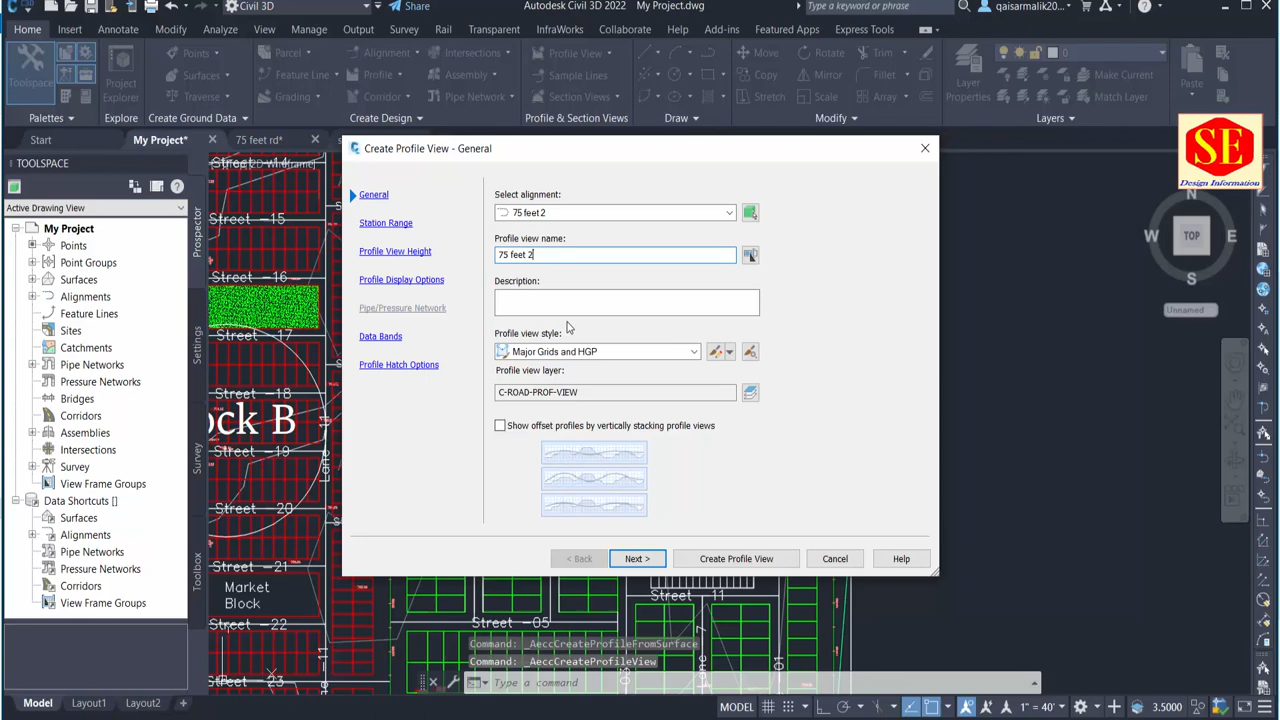 Civil 3D Share Autodesk Civil 3D 2022 My Project.dwg Type a keyword or phrase qaisarmalik20...
Home Insert Annotate Modify Analyze View Manage Output Survey Rail Transparent InfraWorks Collaborate Help Add-ins Featured Apps Express Tools
Toolspace
Project Explorer
Points
Surfaces
Traverse
Parcel
Feature Line
Grading
Alignment
Profile
Corridor
Intersections
Assembly
Pipe Network
Profile View
Sample Lines
Section Views
Move Rotate Trim
Copy Mirror Fillet
Stretch Scale Array
Layer Properties
0
Make Current
Match Layer
Paste
Palettes Explore Create Ground Data Create Design Profile & Section Views Draw Modify Layers
Start My Project* 75 feet rd*
SE
Design Information
TOOLSPACE
Active Drawing View
My Project
Points
Point Groups
Surfaces
Alignments
Feature Lines
Sites
Catchments
Pipe Networks
Pressure Networks
Bridges
Corridors
Assemblies
Intersections
Survey
View Frame Groups
Data Shortcuts []
Surfaces
Alignments
Pipe Networks
Pressure Networks
Corridors
View Frame Groups
Prospector
Settings
Survey
Toolbox
Street -14
Street -15
Street -16
Street -17
Street -18
ock B
Street -19
Street -20
Street -21
Market
Block
Street -22
Street -23
Lane
Street -05
Street - 11
Lane 7
Create Profile View - General
General
Station Range
Profile View Height
Profile Display Options
Pipe/Pressure Network
Data Bands
Profile Hatch Options
Select alignment:
75 feet 2
Profile view name:
75 feet 2
Description:
Profile view style:
Major Grids and HGP
Profile view layer:
C-ROAD-PROF-VIEW
Show offset profiles by vertically stacking profile views
< Back Next > Create Profile View Cancel Help
N
W TOP E
S
Unnamed
Command: _AeccCreateProfileFromSurface
Command: _AeccCreateProfileView
Type a command
Model Layout1 Layout2 + MODEL 1" = 40' 3.5000